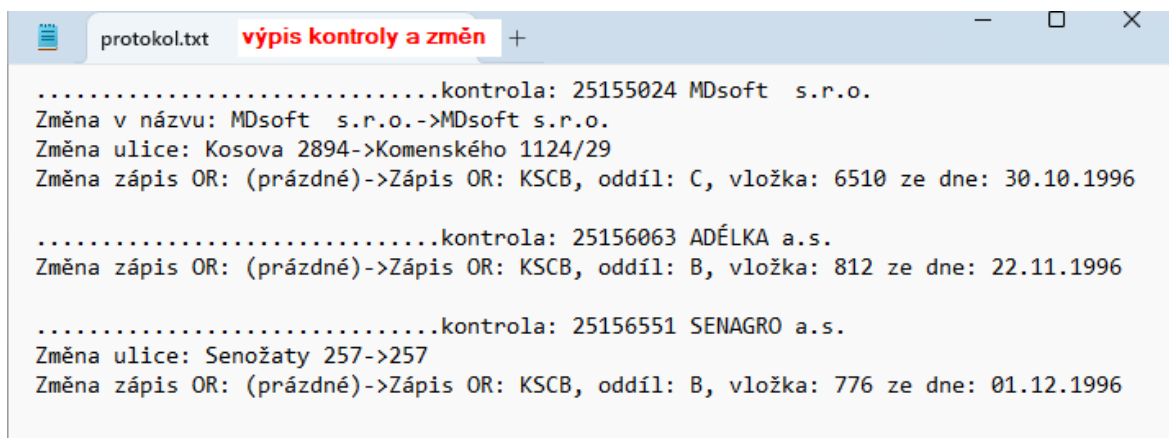 protokol.txt výpis kontroly a změn +
...............................kontrola: 25155024 MDsoft  s.r.o.
Změna v názvu: MDsoft  s.r.o.->MDsoft s.r.o.
Změna ulice: Kosova 2894->Komenského 1124/29
Změna zápis OR: (prázdné)->Zápis OR: KSCB, oddíl: C, vložka: 6510 ze dne: 30.10.1996
...............................kontrola: 25156063 ADÉLKA a.s.
Změna zápis OR: (prázdné)->Zápis OR: KSCB, oddíl: B, vložka: 812 ze dne: 22.11.1996
...............................kontrola: 25156551 SENAGRO a.s.
Změna ulice: Senožaty 257->257
Změna zápis OR: (prázdné)->Zápis OR: KSCB, oddíl: B, vložka: 776 ze dne: 01.12.1996